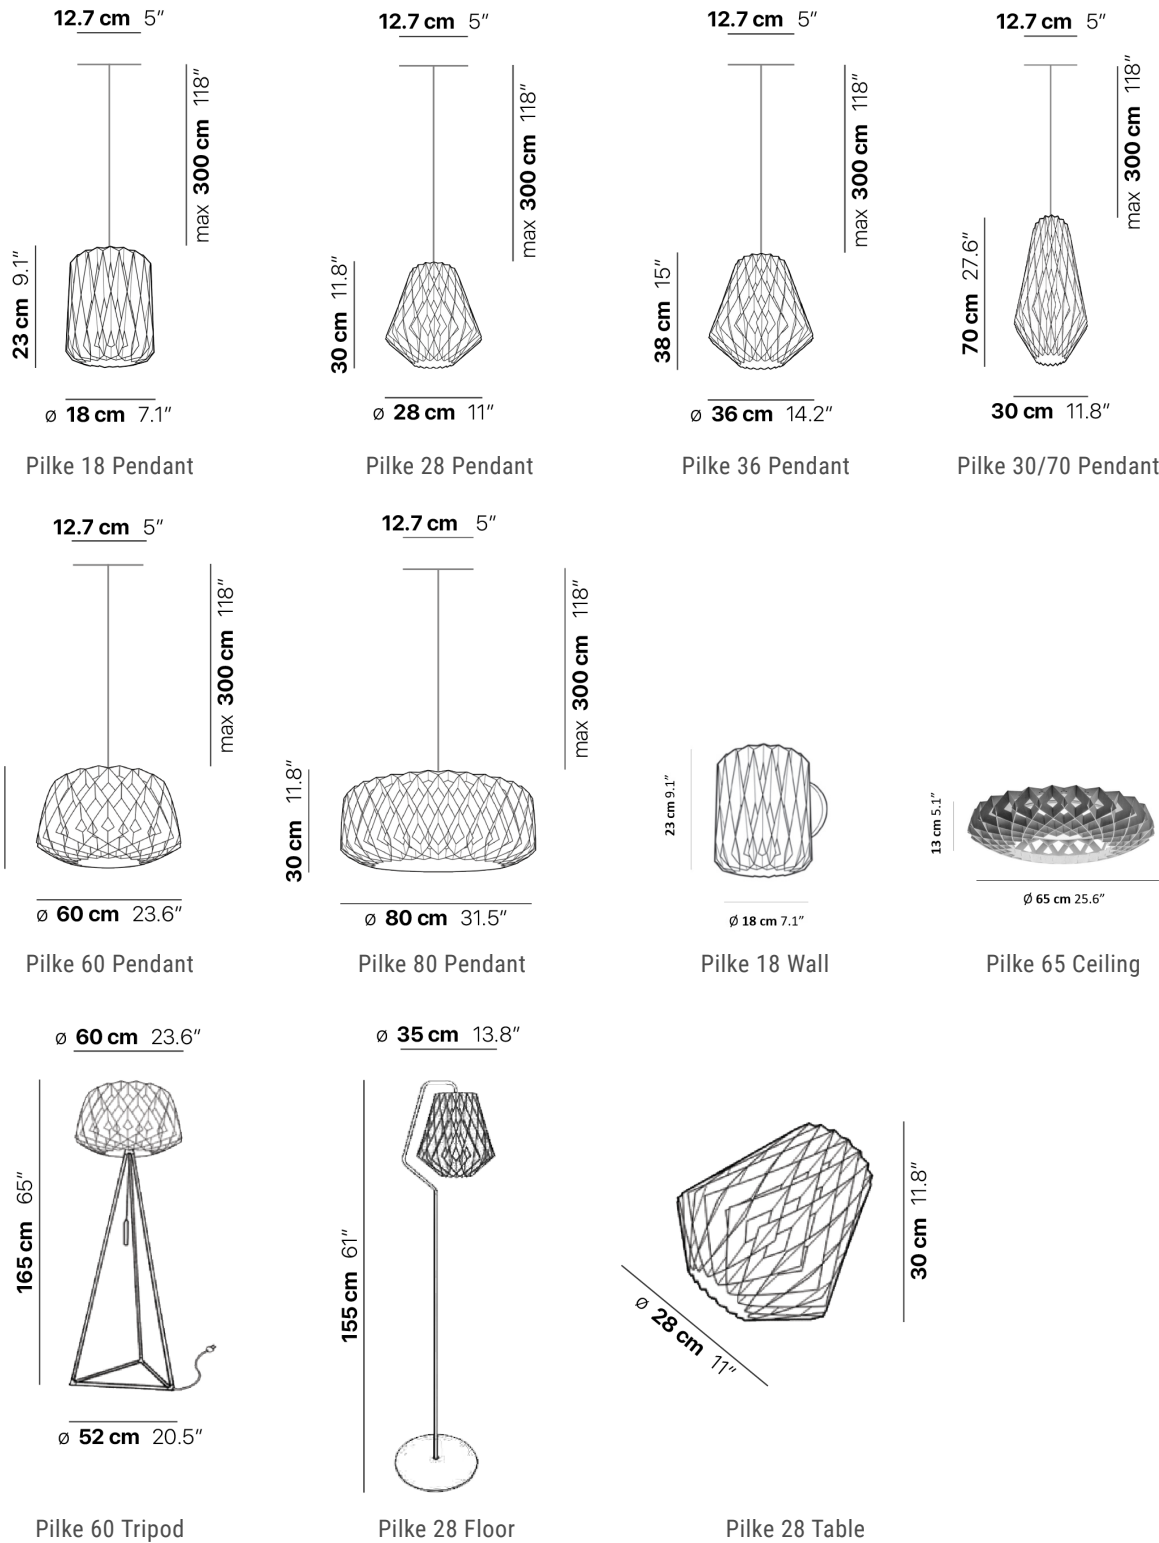 12.7 cm 5″
max 300 cm 118″
23 cm 9.1″
ø 18 cm 7.1″
Pilke 18 Pendant
12.7 cm 5″
max 300 cm 118″
30 cm 11.8″
ø 28 cm 11″
Pilke 28 Pendant
12.7 cm 5″
max 300 cm 118″
38 cm 15″
ø 36 cm 14.2″
Pilke 36 Pendant
12.7 cm 5″
max 300 cm 118″
70 cm 27.6″
30 cm 11.8″
Pilke 30/70 Pendant
12.7 cm 5″
max 300 cm 118″
ø 60 cm 23.6″
Pilke 60 Pendant
12.7 cm 5″
max 300 cm 118″
30 cm 11.8″
ø 80 cm 31.5″
Pilke 80 Pendant
23 cm 9.1″
Ø 18 cm 7.1″
Pilke 18 Wall
13 cm 5.1″
Ø 65 cm 25.6″
Pilke 65 Ceiling
ø 60 cm 23.6″
165 cm 65″
ø 52 cm 20.5″
Pilke 60 Tripod
ø 35 cm 13.8″
155 cm 61″
Pilke 28 Floor
30 cm 11.8″
ø 28 cm 11″
Pilke 28 Table